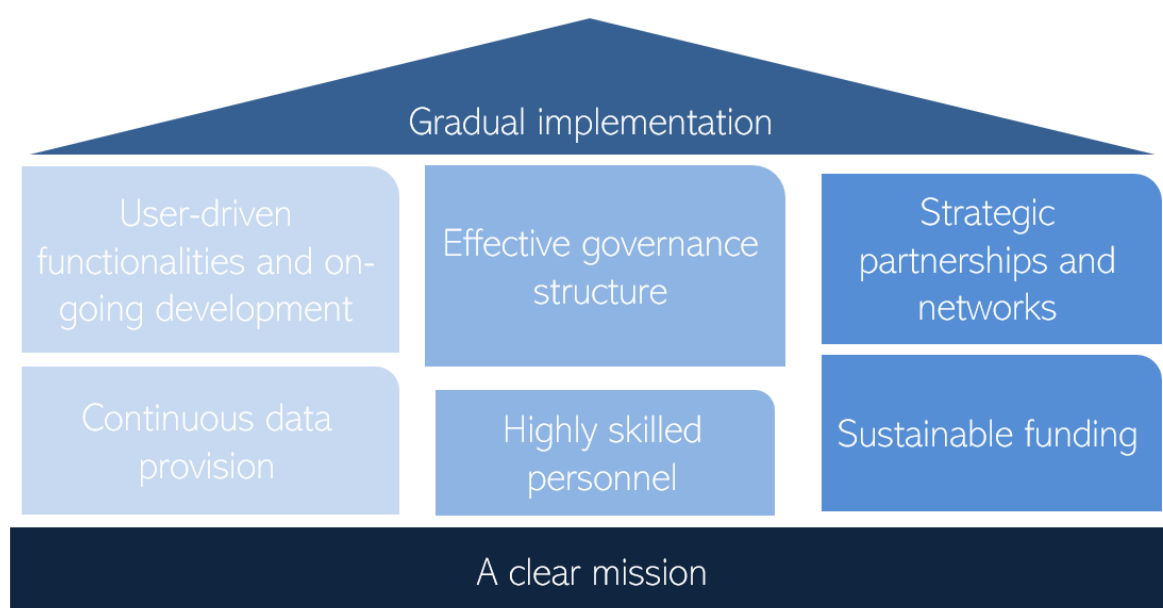 Gradual implementation
User-driven
functionalities and on-
going development
Effective governance
structure
Strategic
partnerships and
networks
Continuous data
provision
Highly skilled
personnel
Sustainable funding
A clear mission